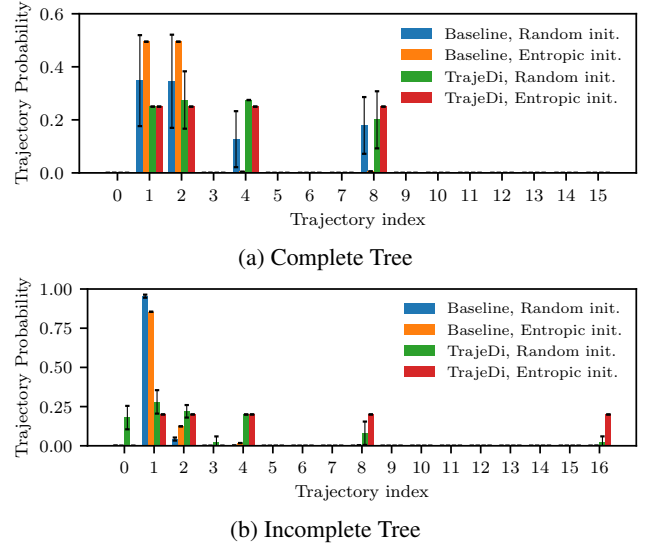 0.6
0.4
0.2
0.0
Trajectory Probability
Baseline, Random init.
Baseline, Entropic init.
TrajeDi, Random init.
TrajeDi, Entropic init.
0 1 2 3 4 5 6 7 8 9 10 11 12 13 14 15
Trajectory index
(a) Complete Tree
1.00
0.75
0.50
0.25
0.00
Trajectory Probability
Baseline, Random init.
Baseline, Entropic init.
TrajeDi, Random init.
TrajeDi, Entropic init.
0 1 2 3 4 5 6 7 8 9 10 11 12 13 14 15 16
Trajectory index
(b) Incomplete Tree